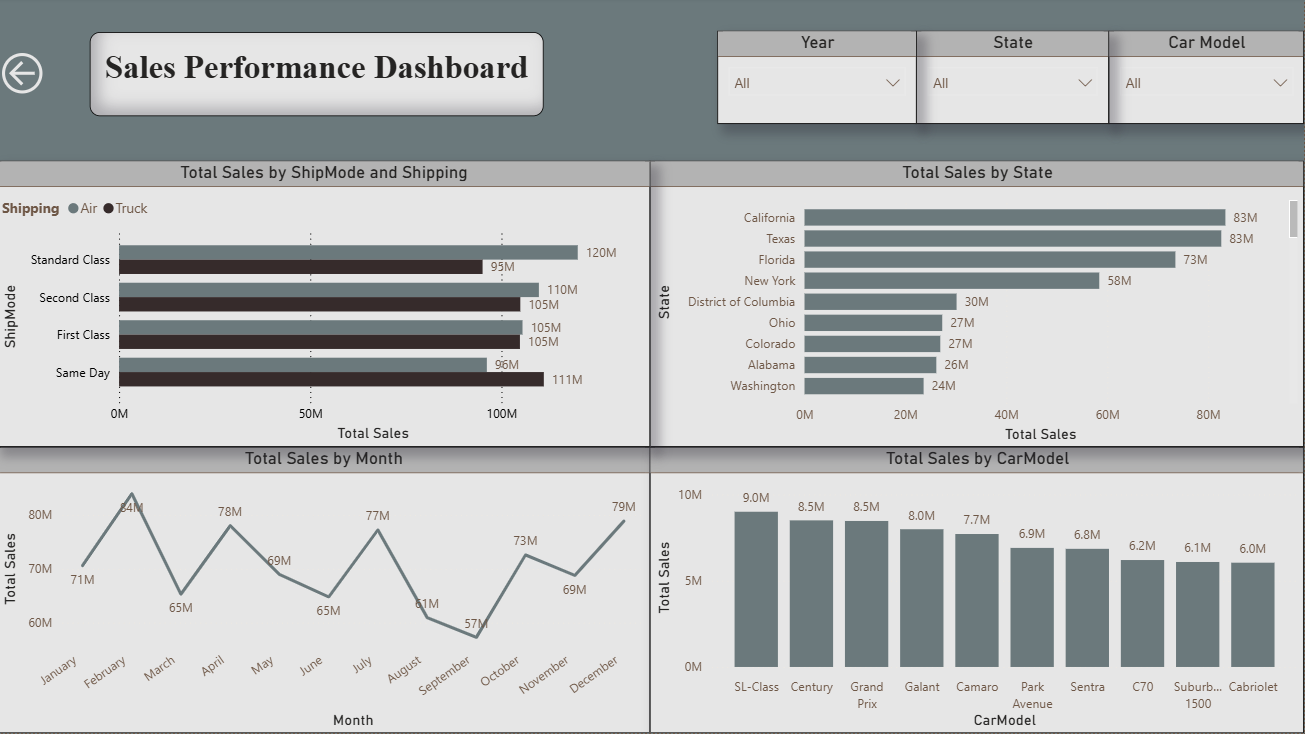 Sales Performance Dashboard
Year
State
Car Model
All
All
All
Total Sales by ShipMode and Shipping
Shipping Air Truck
ShipMode
Standard Class
120M
95M
Second Class
110M
105M
First Class
105M
105M
Same Day
96M
111M
0M 50M 100M
Total Sales
Total Sales by State
State
California 83M
Texas 83M
Florida 73M
New York 58M
District of Columbia 30M
Ohio 27M
Colorado 27M
Alabama 26M
Washington 24M
0M 20M 40M 60M 80M
Total Sales
Total Sales by Month
Total Sales
80M
70M
60M
71M
84M
65M
78M
69M
65M
77M
61M
57M
73M
69M
79M
January February March April May June July August September October November December
Month
Total Sales by CarModel
Total Sales
10M
5M
0M
9.0M 8.5M 8.5M 8.0M 7.7M 6.9M 6.8M 6.2M 6.1M 6.0M
SL-Class Century Grand Galant Camaro Park Sentra C70 Suburb... Cabriolet
Prix Avenue 1500
CarModel